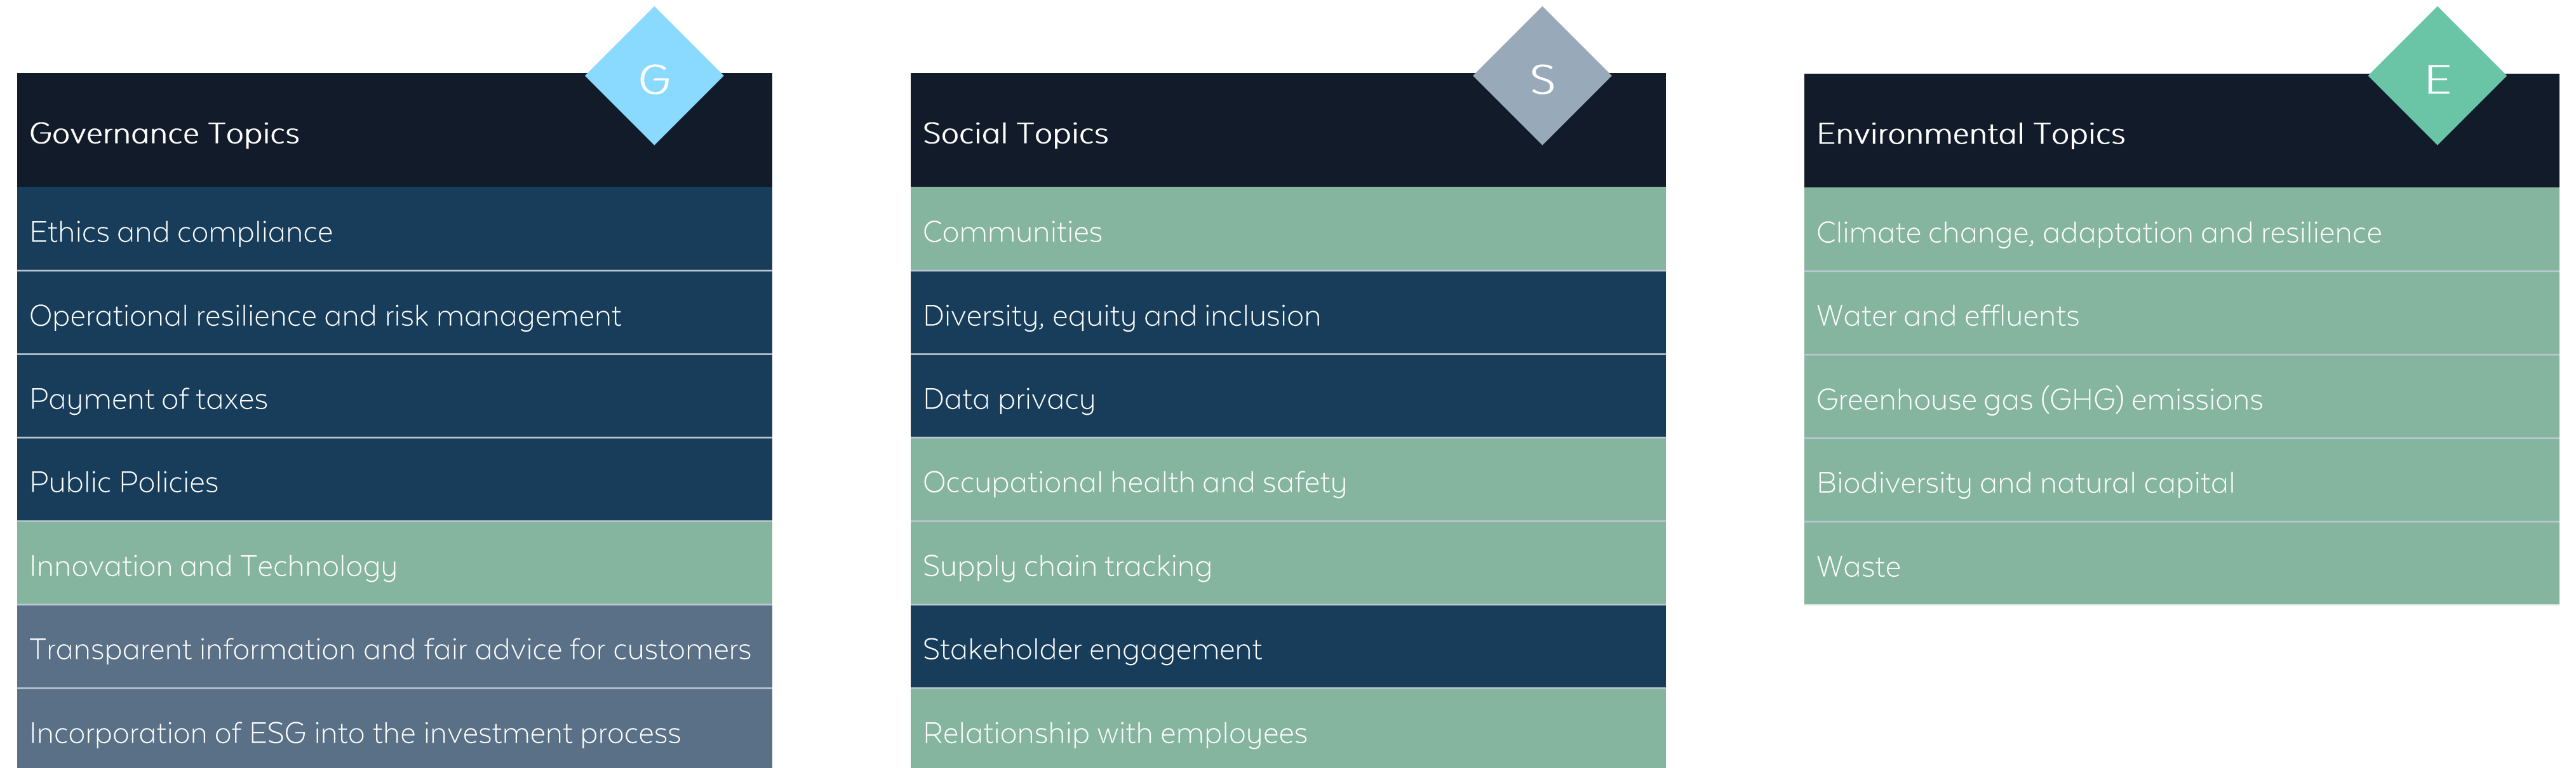 G
Governance Topics
Ethics and compliance
Operational resilience and risk management
Payment of taxes
Public Policies
Innovation and Technology
Transparent information and fair advice for customers
Incorporation of ESG into the investment process
S
Social Topics
Communities
Diversity, equity and inclusion
Data privacy
Occupational health and safety
Supply chain tracking
Stakeholder engagement
Relationship with employees
E
Environmental Topics
Climate change, adaptation and resilience
Water and effluents
Greenhouse gas (GHG) emissions
Biodiversity and natural capital
Waste